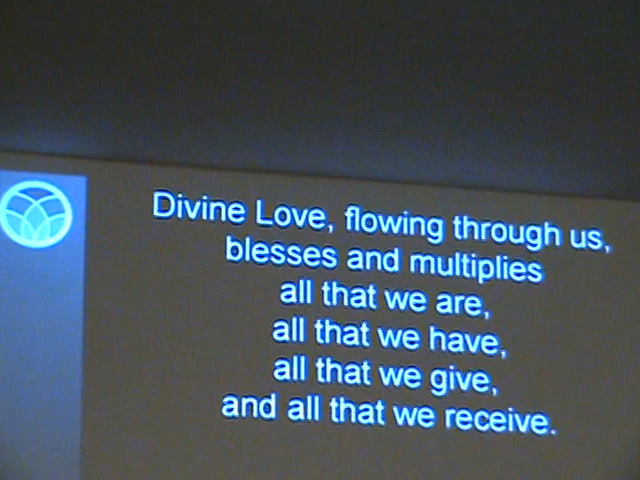 Divine Love, flowing through us,
blesses and multiplies
all that we are,
all that we have,
all that we give,
and all that we receive.